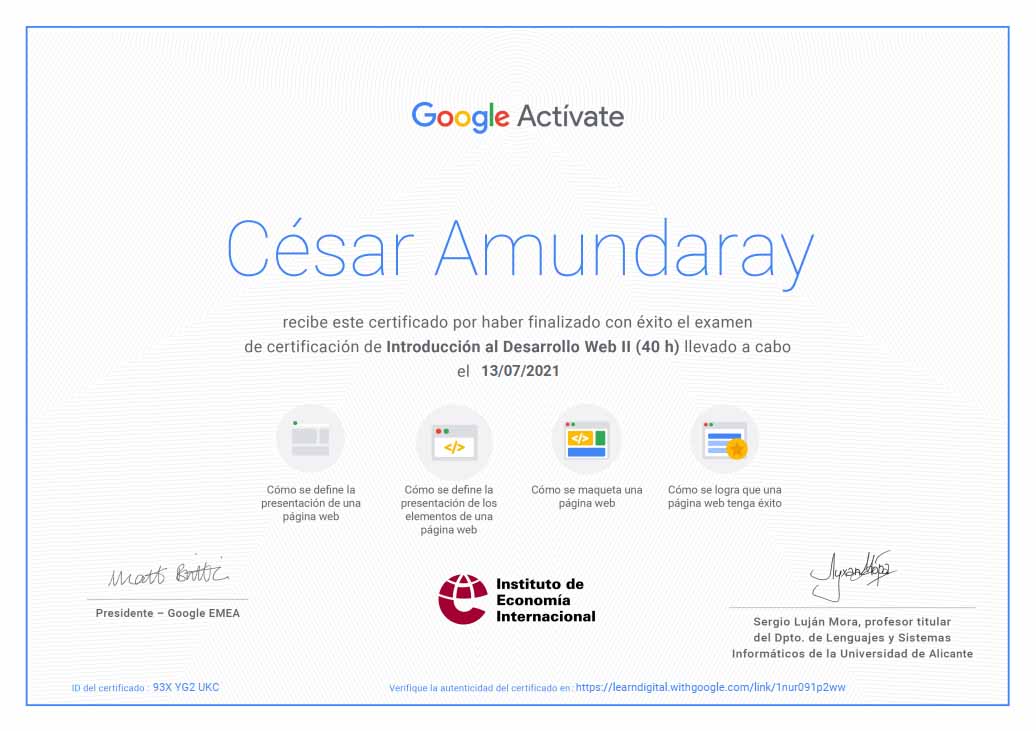 Google Actívate
César Amundaray
recibe este certificado por haber finalizado con éxito el examen
de certificación de Introducción al Desarrollo Web II (40 h) llevado a cabo
el 13/07/2021
Cómo se define la
presentación de una
página web
Cómo se define la
presentación de los
elementos de una
página web
Cómo se maqueta una
página web
Cómo se logra que una
página web tenga éxito
Presidente – Google EMEA
Instituto de
Economía
Internacional
Sergio Luján Mora, profesor titular
del Dpto. de Lenguajes y Sistemas
Informáticos de la Universidad de Alicante
ID del certificado : 93X YG2 UKC
Verifique la autenticidad del certificado en : https://learndigital.withgoogle.com/link/1nur091p2ww